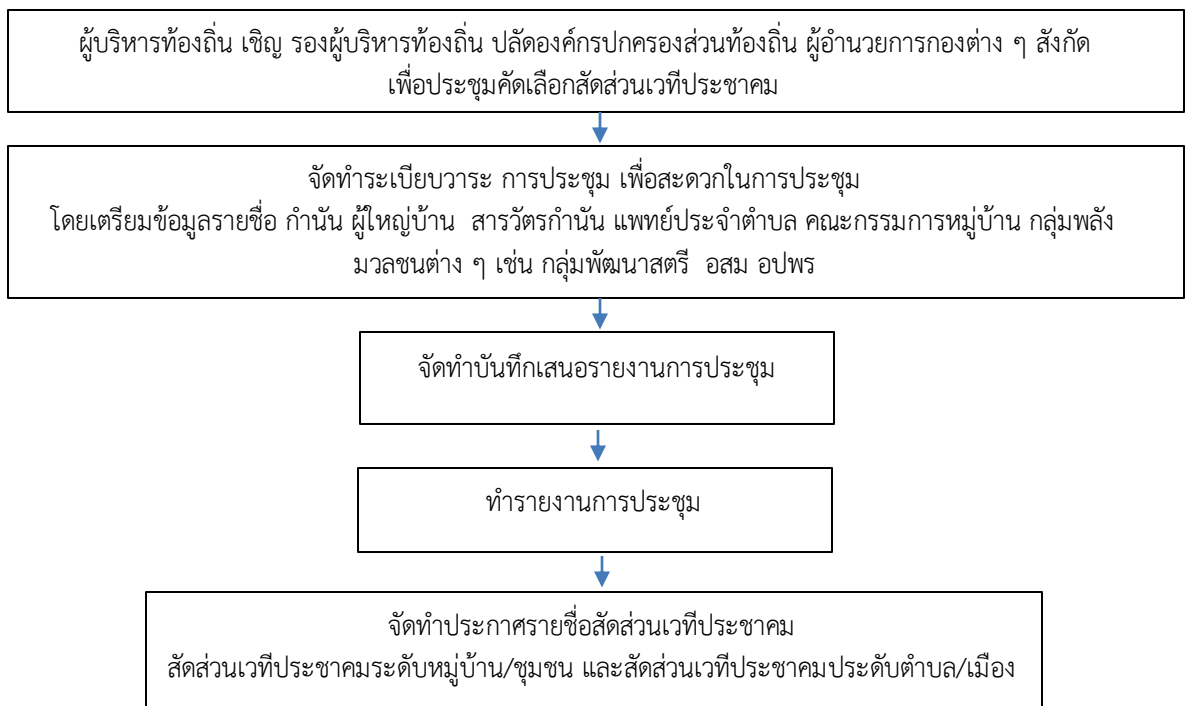 ผู้บริหารท้องถิ่น เชิญ รองผู้บริหารท้องถิ่น ปลัดองค์กรปกครองส่วนท้องถิ่น ผู้อำนวยการกองต่าง ๆ สังกัด
เพื่อประชุมคัดเลือกสัดส่วนเวทีประชาคม
จัดทำระเบียบวาระ การประชุม เพื่อสะดวกในการประชุม
โดยเตรียมข้อมูลรายชื่อ กำนัน ผู้ใหญ่บ้าน สารวัตรกำนัน แพทย์ประจำตำบล คณะกรรมการหมู่บ้าน กลุ่มพลัง
มวลชนต่าง ๆ เช่น กลุ่มพัฒนาสตรี อสม อปพร
จัดทำบันทึกเสนอรายงานการประชุม
ทำรายงานการประชุม
จัดทำประกาศรายชื่อสัดส่วนเวทีประชาคม
สัดส่วนเวทีประชาคมระดับหมู่บ้าน/ชุมชน และสัดส่วนเวทีประชาคมประดับตำบล/เมือง